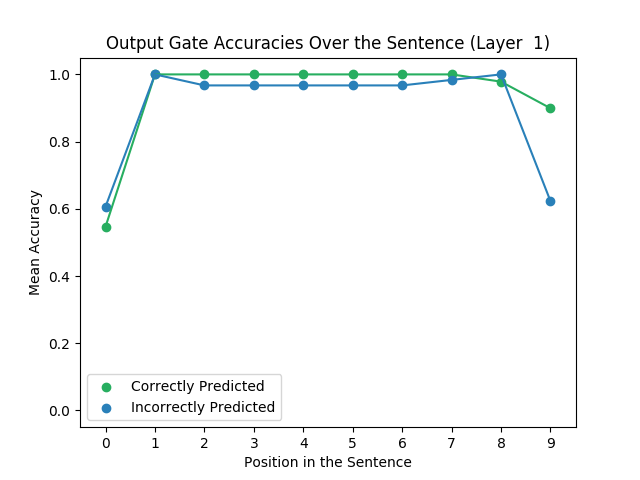 Output Gate Accuracies Over the Sentence (Layer  1)
1.0
0.8
0.6
0.4
0.2
0.0
Mean Accuracy
Correctly Predicted
Incorrectly Predicted
0 1 2 3 4 5 6 7 8 9
Position in the Sentence